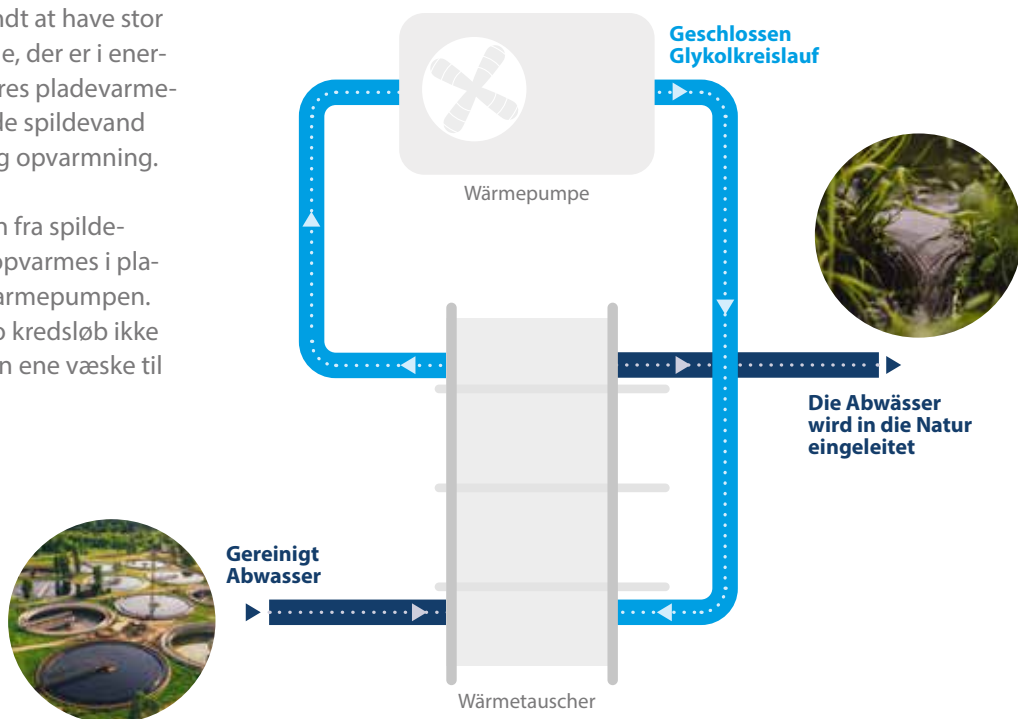 ndt at have stor
e, der er i ener-
res pladevarme-
de spildevand
g opvarmning.
n fra spilde-
opvarmes i pla-
armepumpen.
o kredsløb ikke
n ene væske til
Geschlossen
Glykolkreislauf
Wärmepumpe
Die Abwässer
wird in die Natur
eingeleitet
Gereinigt
Abwasser
Wärmetauscher